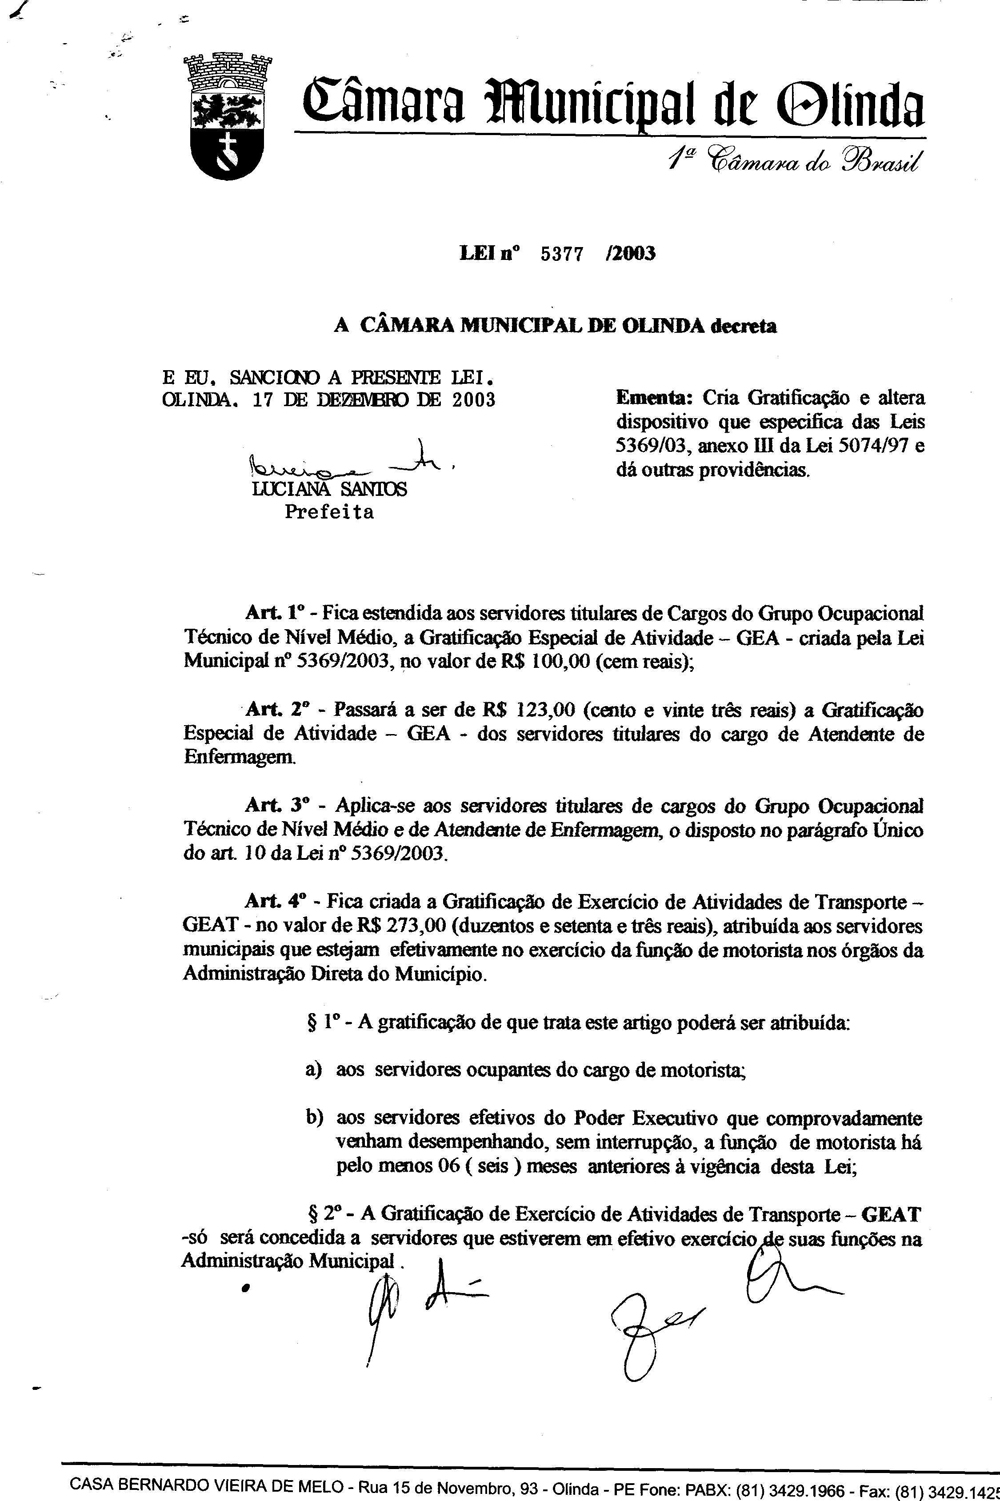 Câmara Municipal de Olinda
1ª Câmara do Brasil
LEI nº 5377 /2003
A CÂMARA MUNICIPAL DE OLINDA decreta
E EU. SANCIONO A PRESENTE LEI.
OLINDA. 17 DE DEZEMBRO DE 2003
LUCIANA SANTOS
Prefeita
Ementa: Cria Gratificação e altera
dispositivo que especifica das Leis
5369/03, anexo III da Lei 5074/97 e
dá outras providências.
Art. 1º - Fica estendida aos servidores titulares de Cargos do Grupo Ocupacional
Técnico de Nível Médio, a Gratificação Especial de Atividade – GEA - criada pela Lei
Municipal nº 5369/2003, no valor de R$ 100,00 (cem reais);
Art. 2º - Passará a ser de R$ 123,00 (cento e vinte três reais) a Gratificação
Especial de Atividade – GEA - dos servidores titulares do cargo de Atendente de
Enfermagem.
Art. 3º - Aplica-se aos servidores titulares de cargos do Grupo Ocupacional
Técnico de Nível Médio e de Atendente de Enfermagem, o disposto no parágrafo Único
do art. 10 da Lei nº 5369/2003.
Art. 4º - Fica criada a Gratificação de Exercício de Atividades de Transporte –
GEAT - no valor de R$ 273,00 (duzentos e setenta e três reais), atribuída aos servidores
municipais que estejam efetivamente no exercício da função de motorista nos órgãos da
Administração Direta do Município.
§ 1º - A gratificação de que trata este artigo poderá ser atribuída:
a) aos servidores ocupantes do cargo de motorista;
b) aos servidores efetivos do Poder Executivo que comprovadamente
venham desempenhando, sem interrupção, a função de motorista há
pelo menos 06 ( seis ) meses anteriores à vigência desta Lei;
§ 2º - A Gratificação de Exercício de Atividades de Transporte – GEAT
-só será concedida a servidores que estiverem em efetivo exercício de suas funções na
Administração Municipal .
CASA BERNARDO VIEIRA DE MELO - Rua 15 de Novembro, 93 - Olinda - PE Fone: PABX: (81) 3429.1966 - Fax: (81) 3429.1425